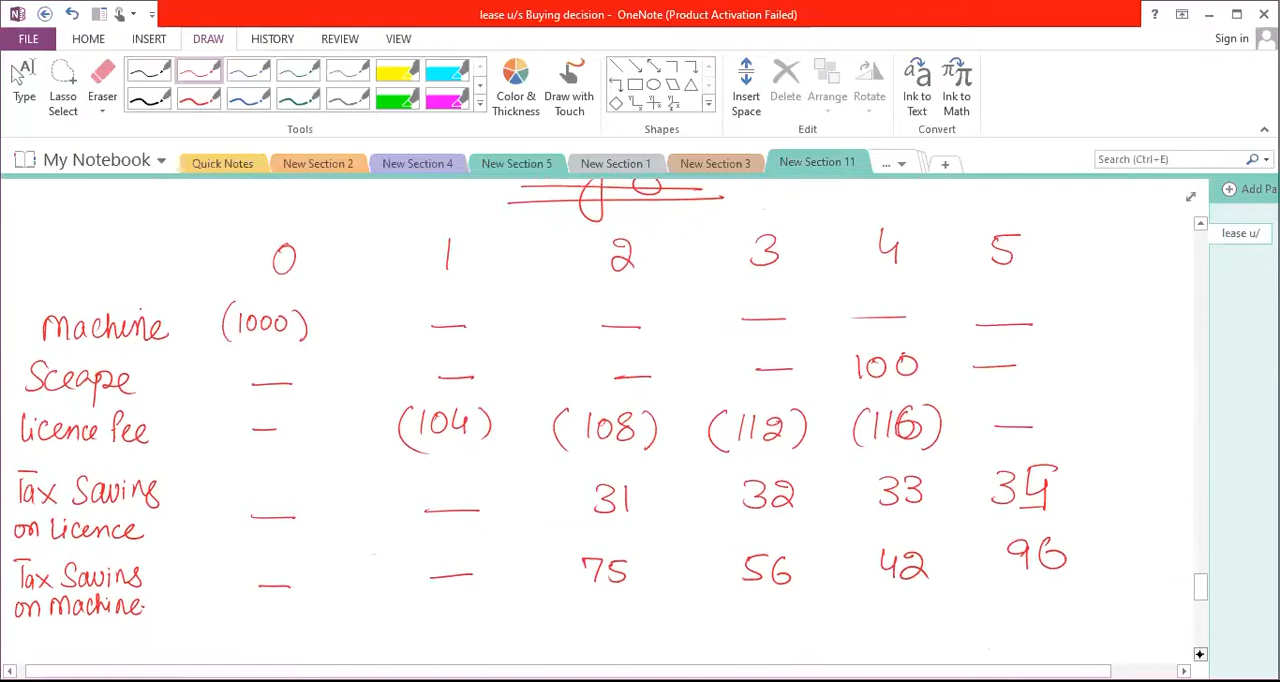 lease u/s Buying decision - OneNote (Product Activation Failed)
?
FILE HOME INSERT DRAW HISTORY REVIEW VIEW
Sign in
Type Lasso Select Eraser
Color & Thickness Draw with Touch
Insert Space Delete Arrange Rotate
Ink to Text Ink to Math
Tools Shapes Edit Convert
My Notebook Quick Notes New Section 2 New Section 4 New Section 5 New Section 1 New Section 3 New Section 11 ... Search (Ctrl+E)
Add Pa
lease u/
0 1 2 3 4 5
Machine (1000) — — — — —
Sceape — — — — 100 —
Licence Fee - (104) (108) (112) (116) —
Tax Saving on Licence — — 31 32 33 34
Tax Saving on Machine — — 75 56 42 96